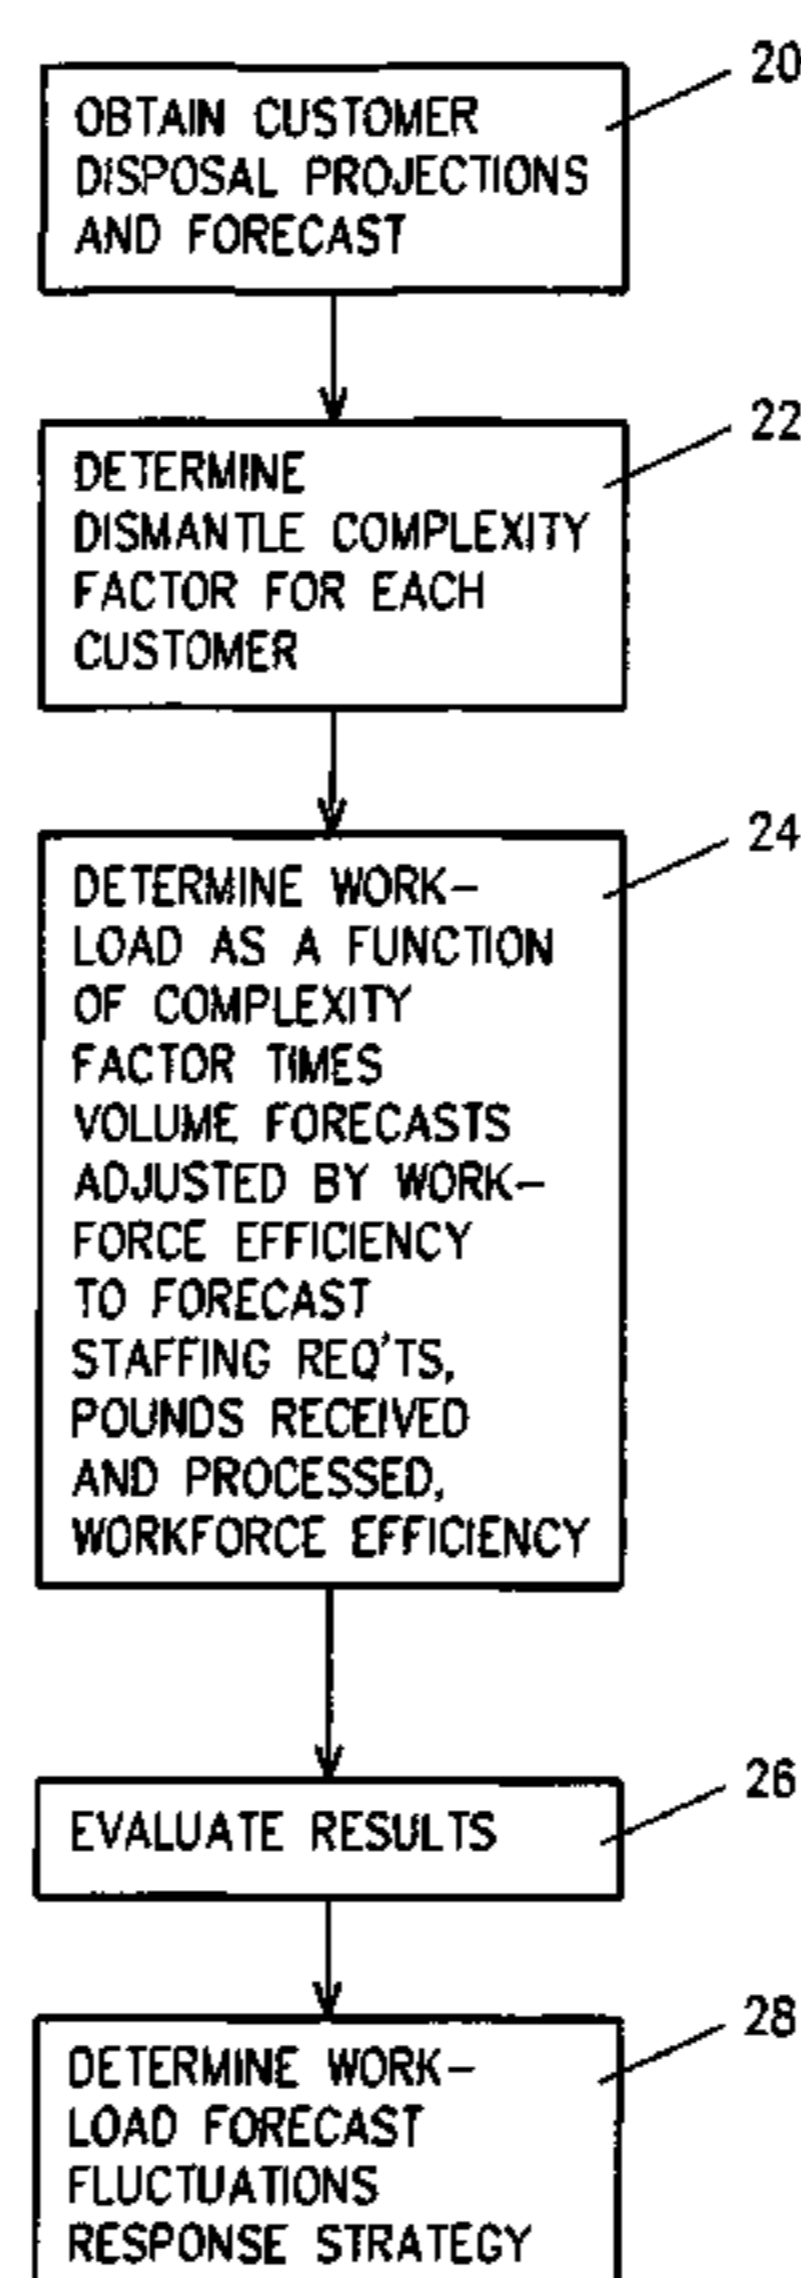 20
OBTAIN CUSTOMER
DISPOSAL PROJECTIONS
AND FORECAST
22
DETERMINE
DISMANTLE COMPLEXITY
FACTOR FOR EACH
CUSTOMER
24
DETERMINE WORK-
LOAD AS A FUNCTION
OF COMPLEXITY
FACTOR TIMES
VOLUME FORECASTS
ADJUSTED BY WORK-
FORCE EFFICIENCY
TO FORECAST
STAFFING REQ'TS,
POUNDS RECEIVED
AND PROCESSED,
WORKFORCE EFFICIENCY
26
EVALUATE RESULTS
28
DETERMINE WORK-
LOAD FORECAST
FLUCTUATIONS
RESPONSE STRATEGY